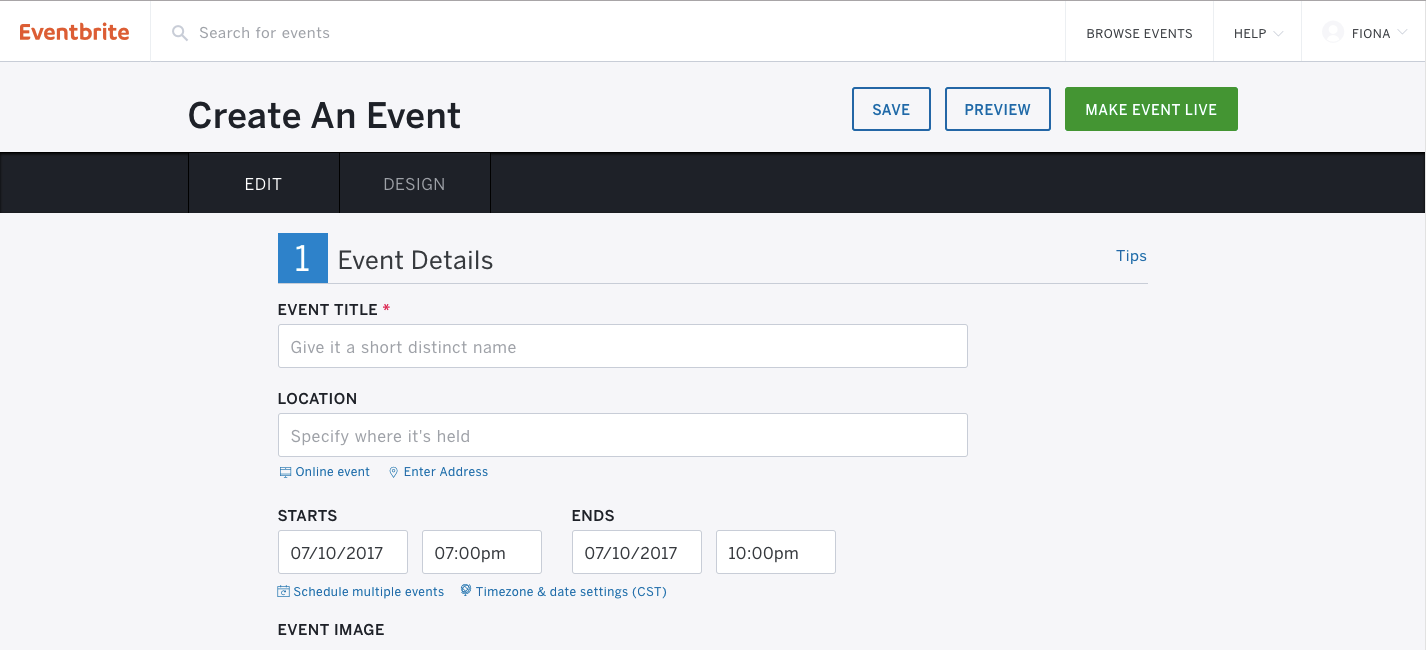 Eventbrite Search for events BROWSE EVENTS HELP FIONA
Create An Event SAVE PREVIEW MAKE EVENT LIVE
EDIT DESIGN
1 Event Details Tips
EVENT TITLE *
Give it a short distinct name
LOCATION
Specify where it's held
Online event Enter Address
STARTS ENDS
07/10/2017 07:00pm 07/10/2017 10:00pm
Schedule multiple events Timezone & date settings (CST)
EVENT IMAGE